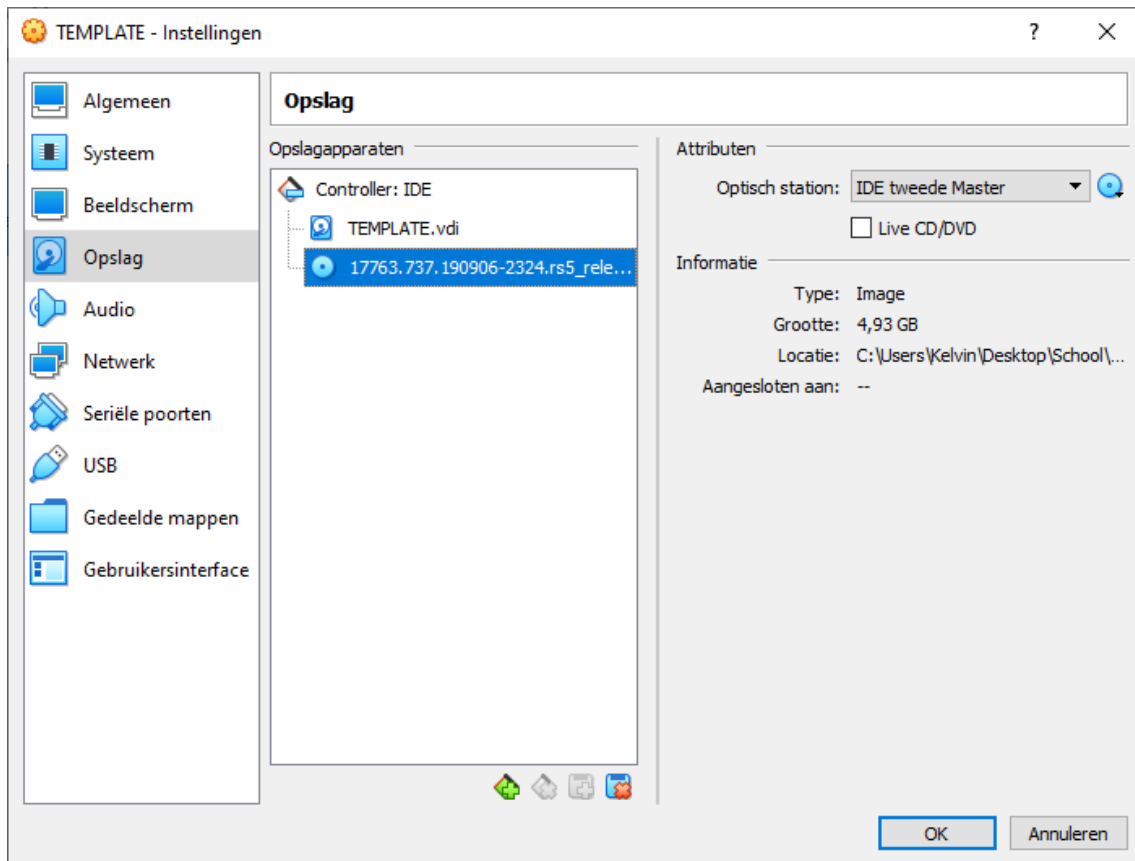 TEMPLATE - Instellingen
?
Algemeen
Systeem
Beeldscherm
Opslag
Audio
Netwerk
Seriële poorten
USB
Gedeelde mappen
Gebruikersinterface
Opslag
Opslagapparaten
Controller: IDE
TEMPLATE.vdi
17763.737.190906-2324.rs5_rele...
Attributen
Optisch station: IDE tweede Master
Live CD/DVD
Informatie
Type: Image
Grootte: 4,93 GB
Locatie: C:\Users\Kelvin\Desktop\School\...
Aangesloten aan: --
OK Annuleren